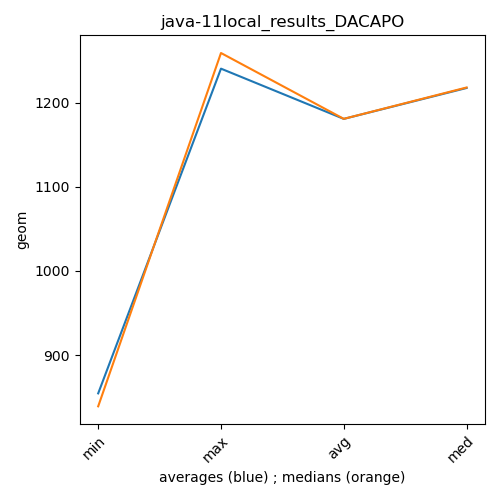 java-11local_results_DACAPO
1200
1100
1000
900
geom
min
max
avg
med
averages (blue) ; medians (orange)